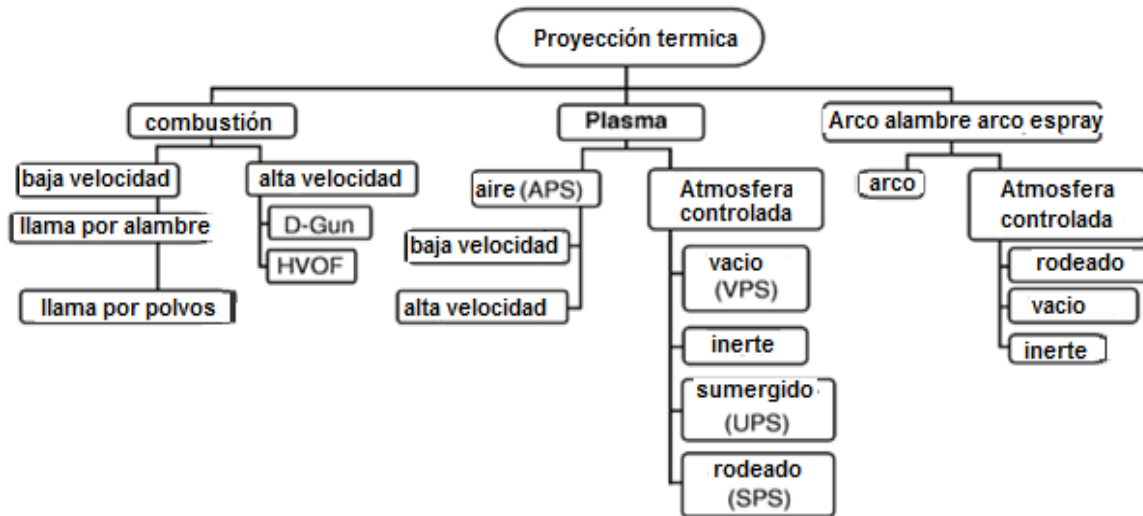 Proyección termica
combustión
Plasma
Arco alambre arco espray
baja velocidad
llama por alambre
llama por polvos
alta velocidad
D-Gun
HVOF
aire (APS)
baja velocidad
alta velocidad
Atmosfera
controlada
vacio
(VPS)
inerte
sumergido
(UPS)
rodeado
(SPS)
arco
Atmosfera
controlada
rodeado
vacio
inerte